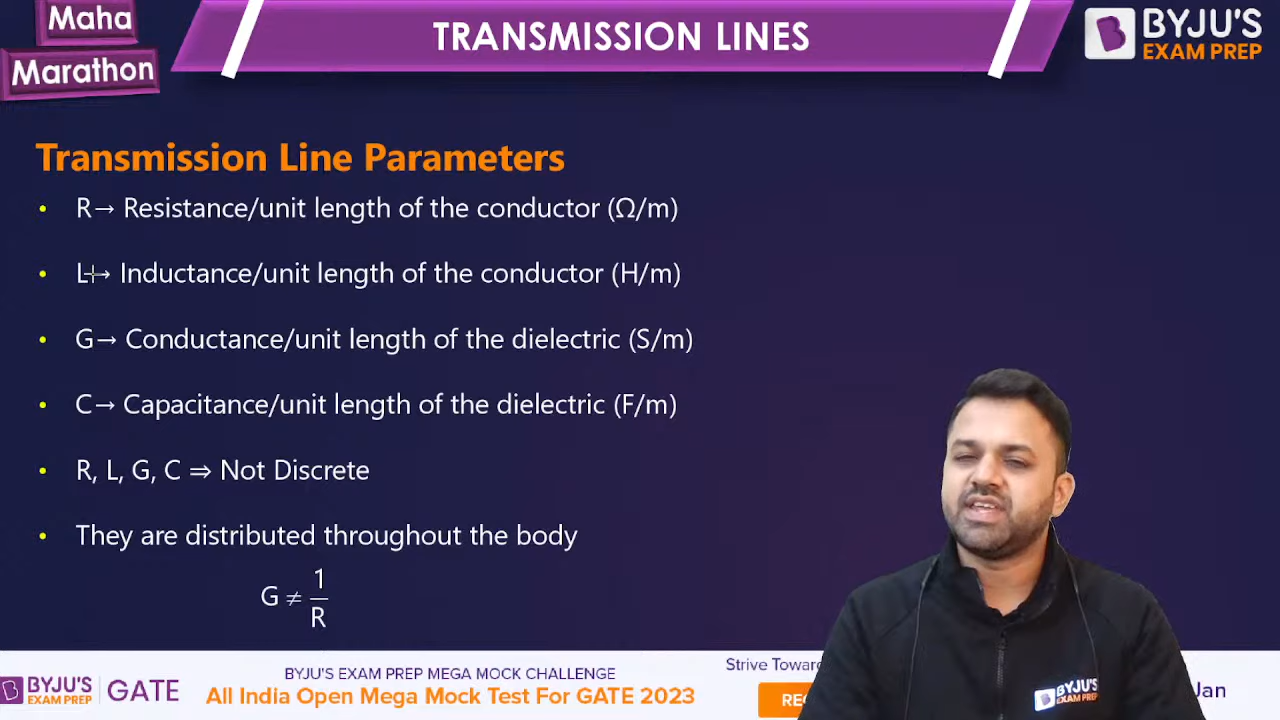 Maha
Marathon
TRANSMISSION LINES
BYJU'S
EXAM PREP
Transmission Line Parameters
• R→ Resistance/unit length of the conductor (Ω/m)
• L→ Inductance/unit length of the conductor (H/m)
• G→ Conductance/unit length of the dielectric (S/m)
• C→ Capacitance/unit length of the dielectric (F/m)
• R, L, G, C ⇒ Not Discrete
• They are distributed throughout the body
G ≠ 1/R
BYJU'S
EXAM PREP
GATE
BYJU'S EXAM PREP MEGA MOCK CHALLENGE
All India Open Mega Mock Test For GATE 2023
Strive
BYJU'S
EXAM PREP
Jan